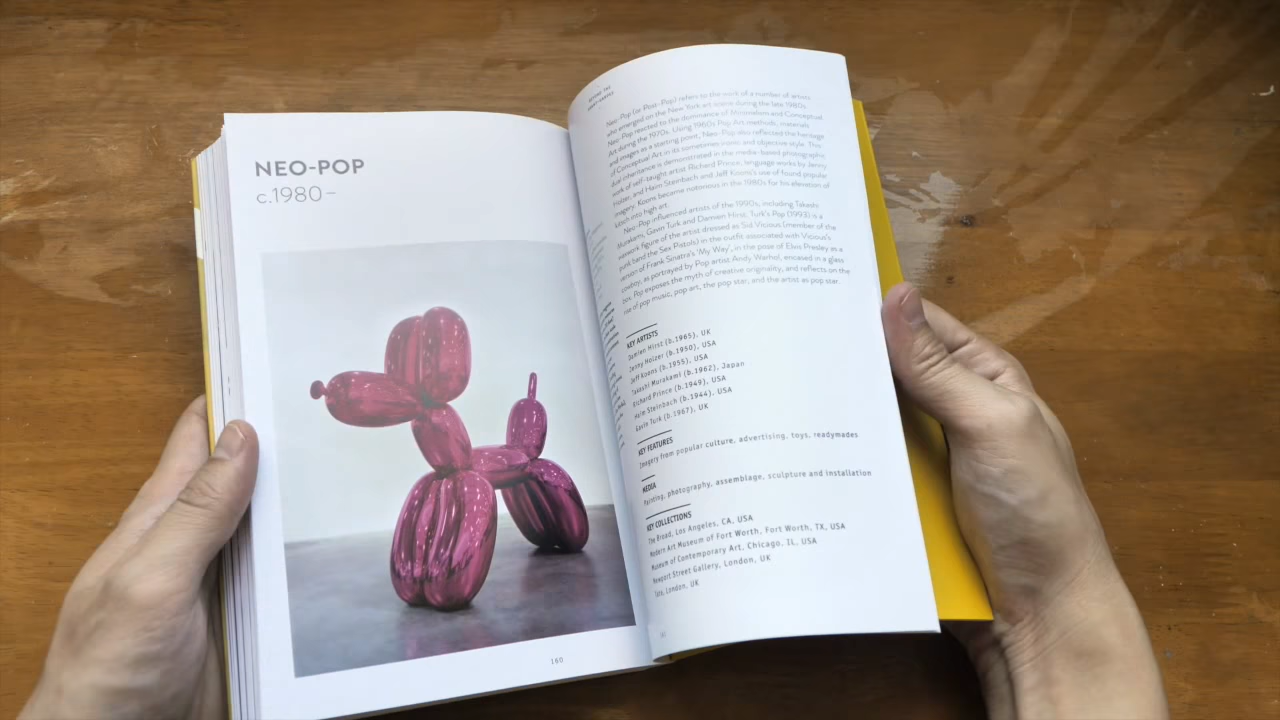 NEO-POP
c.1980–
160
BEYOND THE
AVANT-GARDE
Neo-Pop (or Post-Pop) refers to the work of a number of artists
who emerged on the New York art scene during the late 1980s.
Neo-Pop reacted to the dominance of Minimalism and Conceptual
Art during the 1970s. Using 1960s Pop Art methods, materials
and images as a starting point, Neo-Pop also reflected the heritage
of Conceptual Art in its sometimes ironic and objective style. This
dual inheritance is demonstrated in the media-based photographic
work of self-taught artist Richard Prince, language works by Jenny
Holzer, and Haim Steinbach and Jeff Koons's use of found popular
imagery. Koons became notorious in the 1980s for his elevation of
kitsch into high art.
Neo-Pop influenced artists of the 1990s, including Takashi
Murakami, Gavin Turk and Damien Hirst. Turk's Pop (1993) is a
waxwork figure of the artist dressed as Sid Vicious (member of the
punk band the Sex Pistols) in the outfit associated with Vicious's
version of Frank Sinatra's 'My Way', in the pose of Elvis Presley as a
cowboy, as portrayed by Pop artist Andy Warhol, encased in a glass
box. Pop exposes the myth of creative originality, and reflects on the
rise of pop music, pop art, the pop star, and the artist as pop star.
KEY ARTISTS
Damien Hirst (b.1965), UK
Jenny Holzer (b.1950), USA
Jeff Koons (b.1955), USA
Takashi Murakami (b.1962), Japan
Richard Prince (b.1949), USA
Haim Steinbach (b.1944), USA
Gavin Turk (b.1967), UK
KEY FEATURES
Imagery from popular culture, advertising, toys, readymades
MEDIA
Painting, photography, assemblage, sculpture and installation
KEY COLLECTIONS
The Broad, Los Angeles, CA, USA
Modern Art Museum of Fort Worth, Fort Worth, TX, USA
Museum of Contemporary Art, Chicago, IL, USA
Newport Street Gallery, London, UK
Tate, London, UK